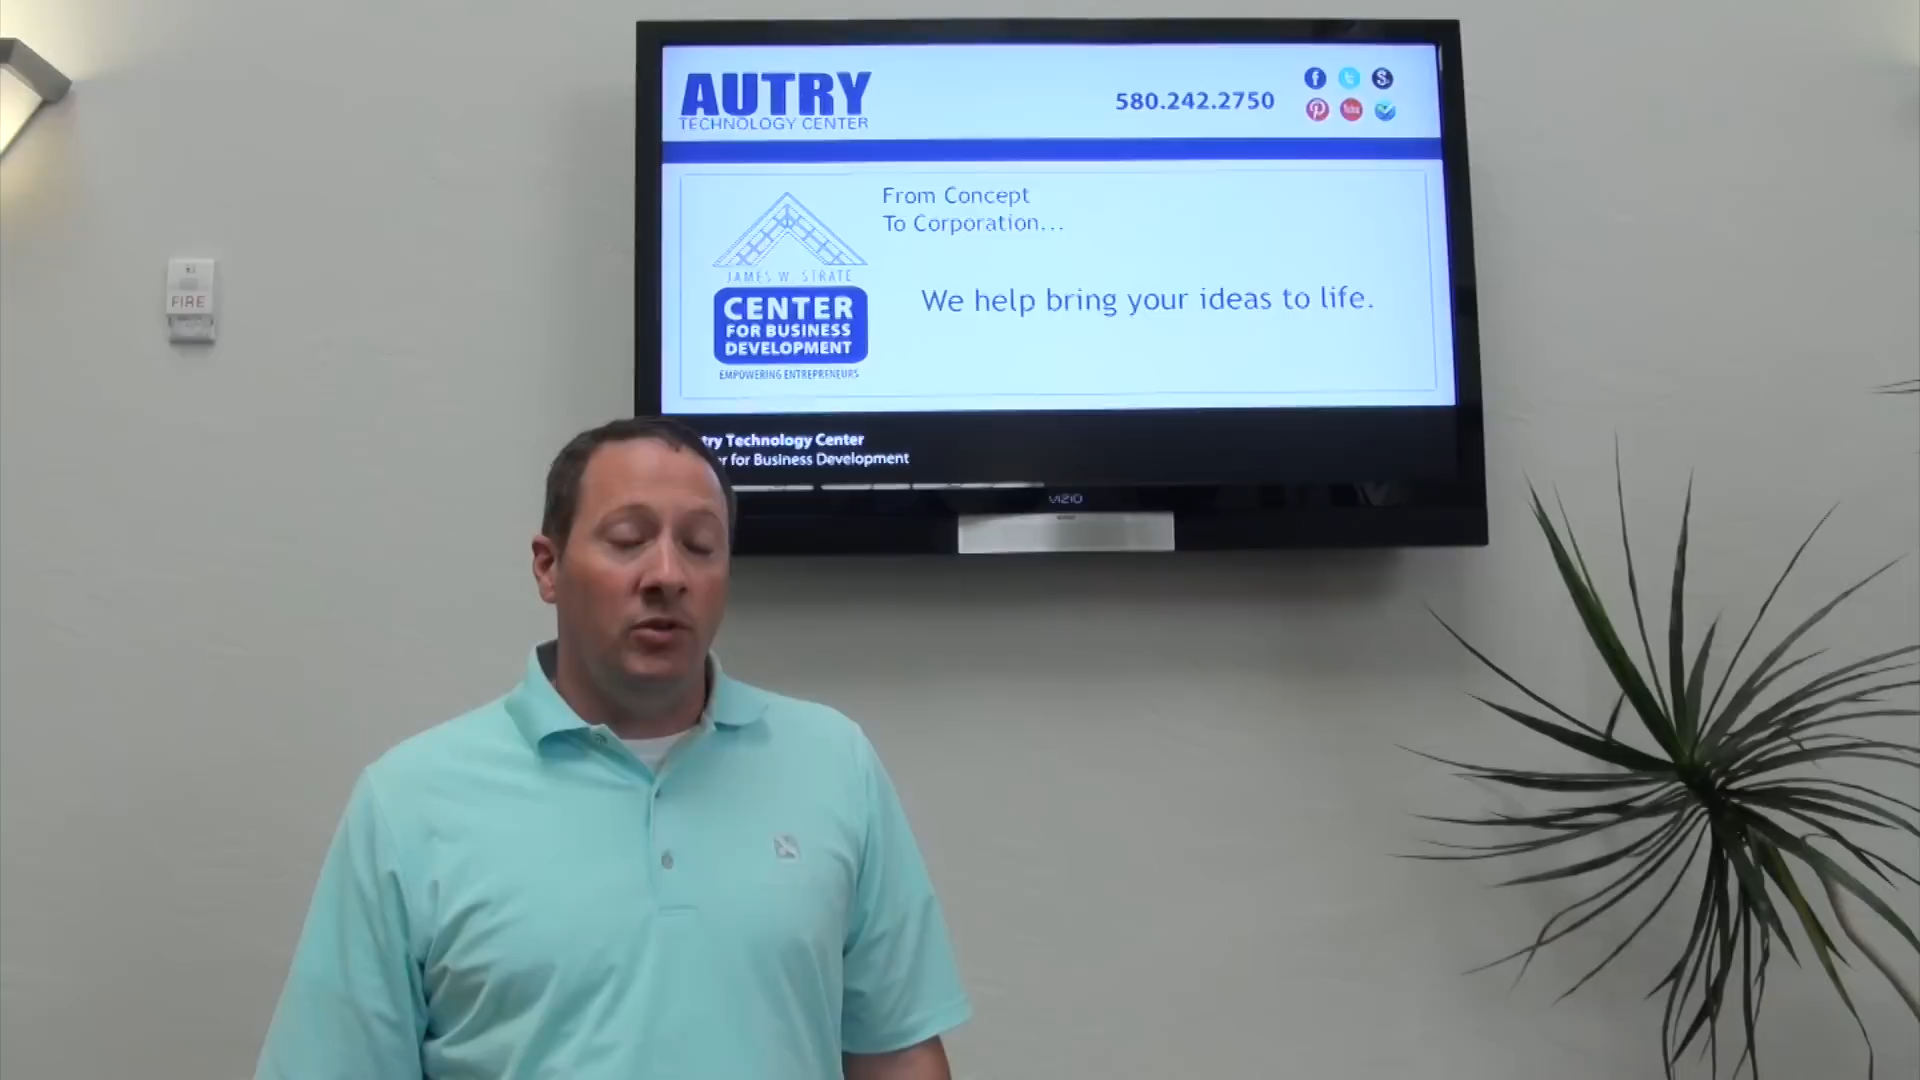 AUTRY
TECHNOLOGY CENTER
580.242.2750
From Concept
To Corporation...
We help bring your ideas to life.
JAMES W. STRATE
CENTER
FOR BUSINESS
DEVELOPMENT
EMPOWERING ENTREPRENEURS
Technology Center
for Business Development
VIZIO
FIRE